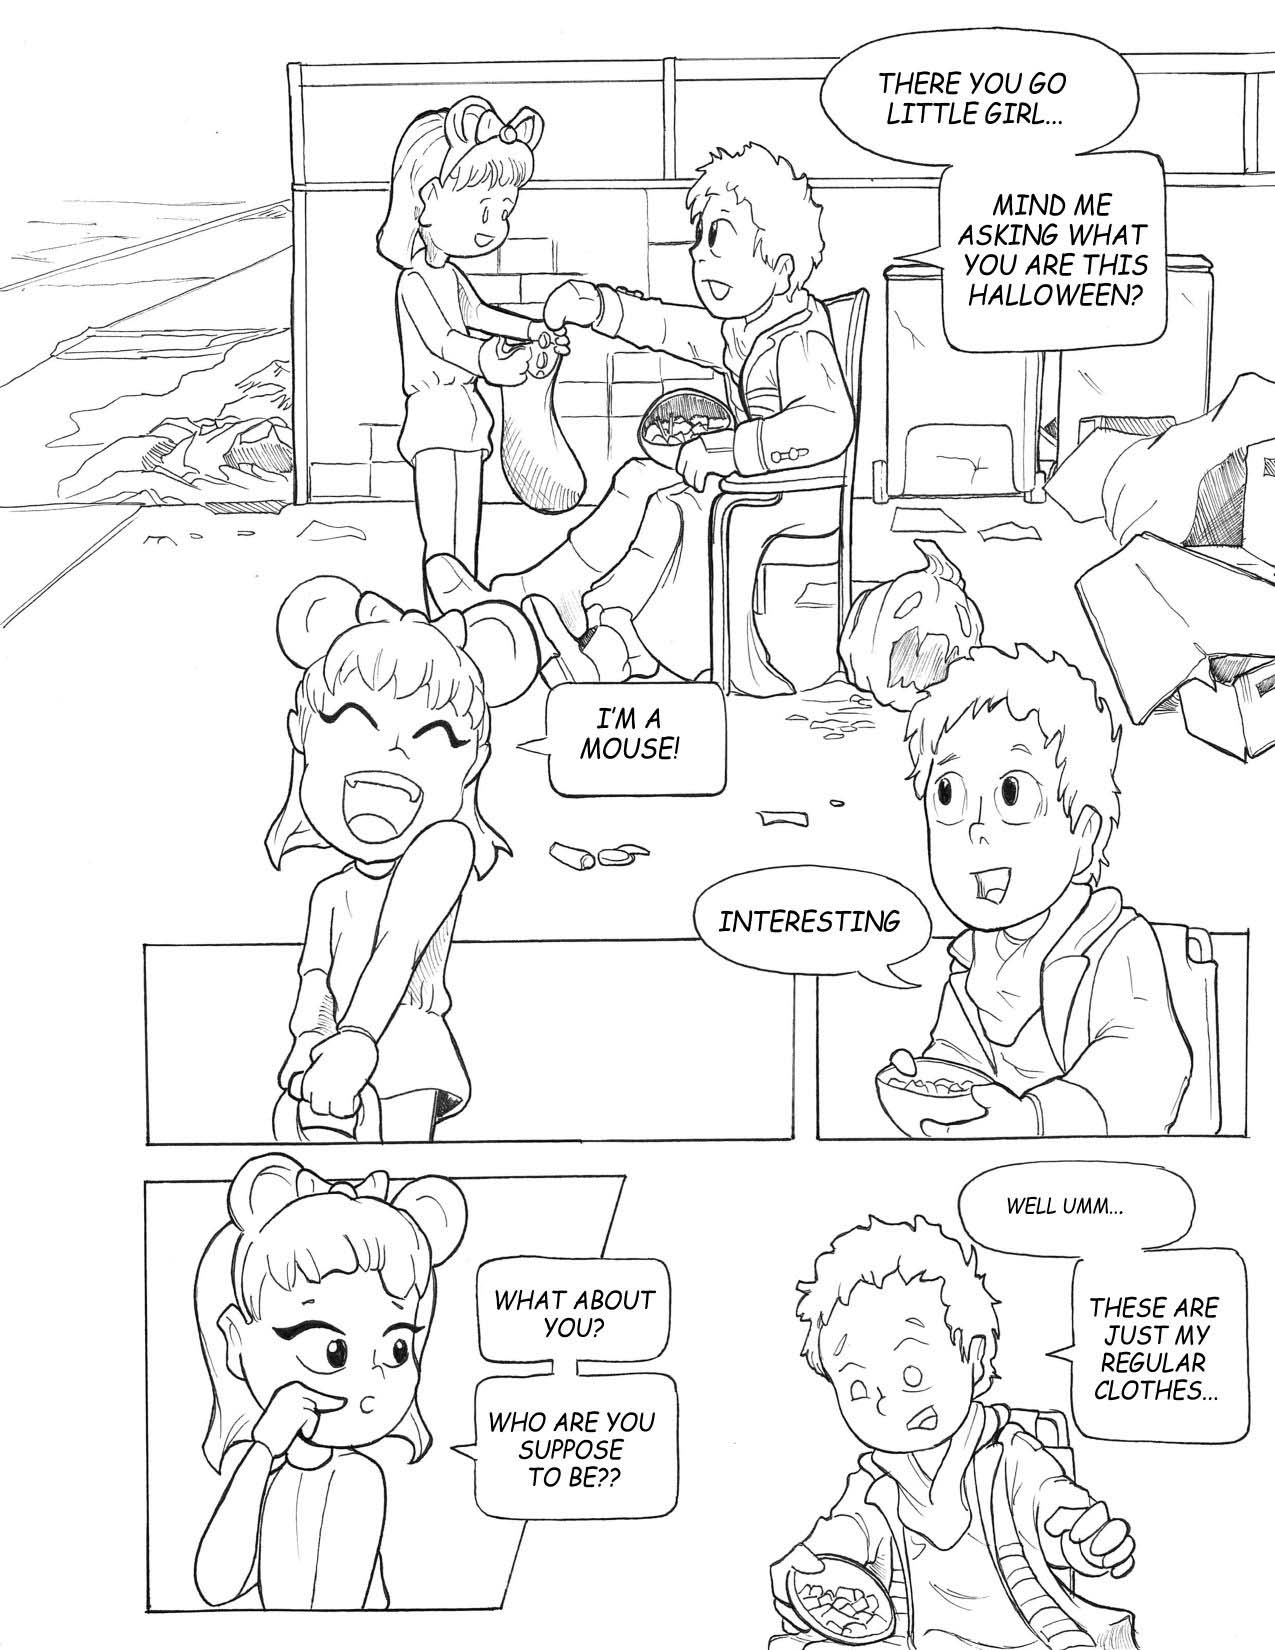 THERE YOU GO
LITTLE GIRL...
MIND ME
ASKING WHAT
YOU ARE THIS
HALLOWEEN?
I'M A
MOUSE!
INTERESTING
WHAT ABOUT
YOU?
WHO ARE YOU
SUPPOSE
TO BE??
WELL UMM...
THESE ARE
JUST MY
REGULAR
CLOTHES...